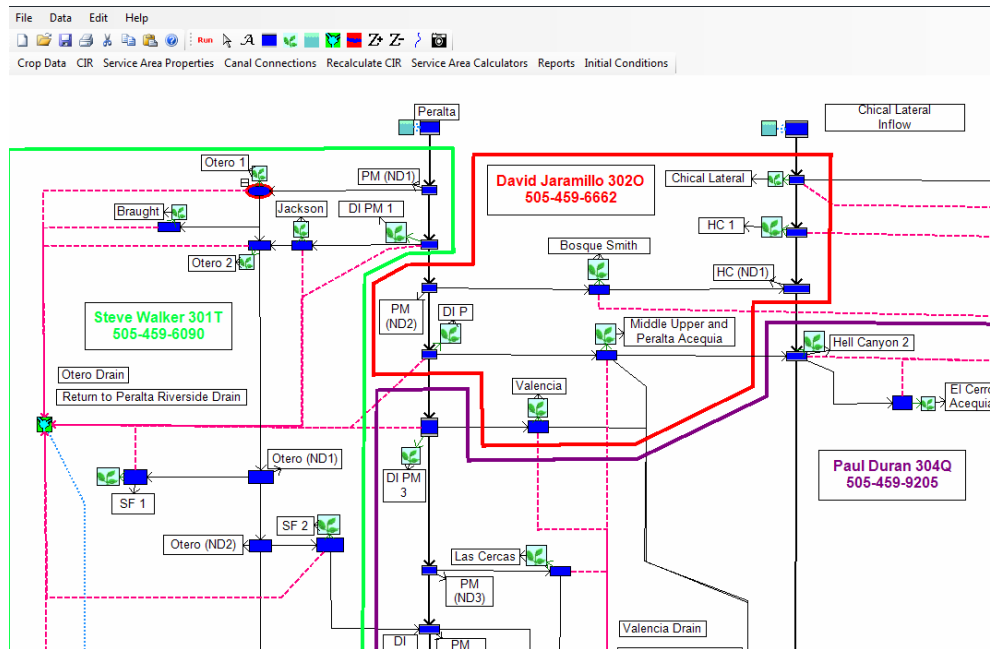 File Data Edit Help
Run A Z+ Z-
Crop Data CIR Service Area Properties Canal Connections Recalculate CIR Service Area Calculators Reports Initial Conditions
Peralta
Chical Lateral
Inflow
Otero 1
PM (ND1)
David Jaramillo 302O
505-459-6662
Chical Lateral
Braught
Jackson
DI PM 1
HC 1
Bosque Smith
Otero 2
HC (ND1)
PM
(ND2)
DI P
Steve Walker 301T
505-459-6090
Middle Upper and
Peralta Acequia
Hell Canyon 2
Otero Drain
Return to Peralta Riverside Drain
Valencia
El Cerro
Acequia
Otero (ND1)
DI PM
3
Paul Duran 304Q
505-459-9205
SF 1
SF 2
Otero (ND2)
Las Cercas
PM
(ND3)
Valencia Drain
DI
PM